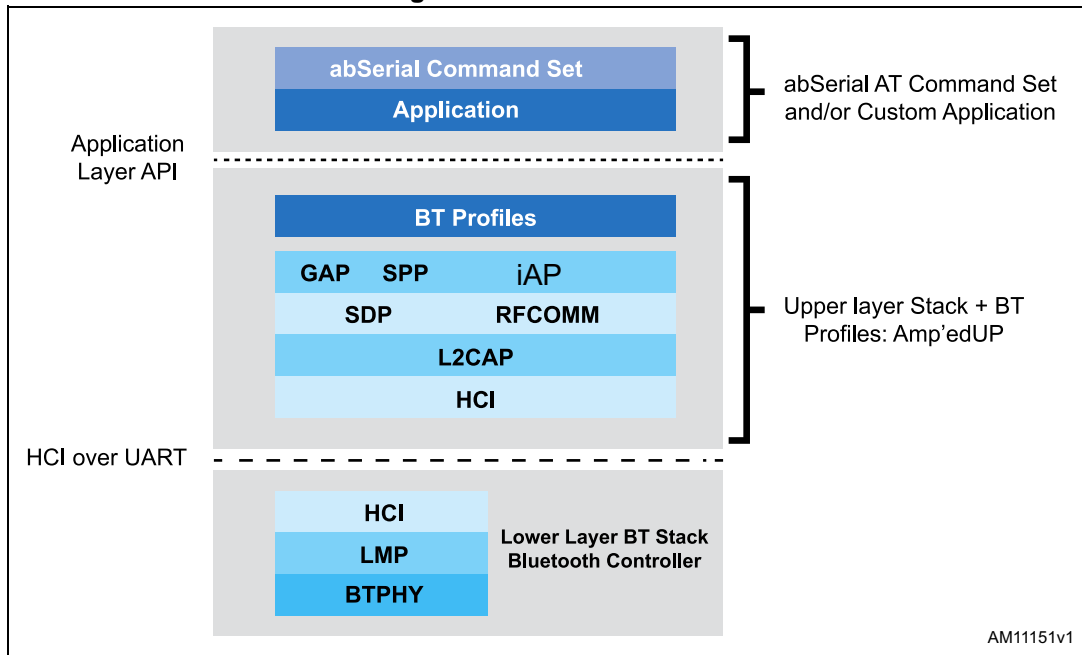 abSerial Command Set
Application
abSerial AT Command Set
and/or Custom Application
Application
Layer API
BT Profiles
GAP SPP iAP
SDP RFCOMM
L2CAP
HCI
Upper layer Stack + BT
Profiles: Amp'edUP
HCI over UART
HCI
LMP
BTPHY
Lower Layer BT Stack
Bluetooth Controller
AM11151v1